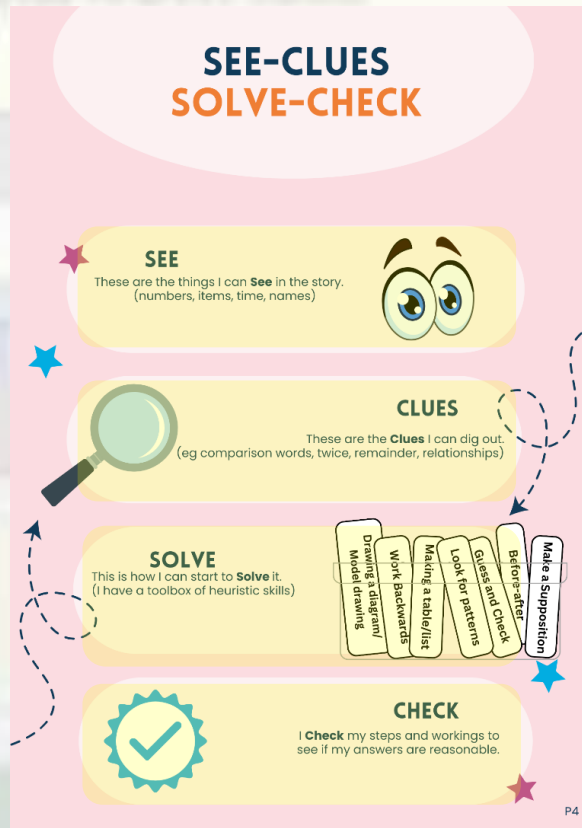 SEE-CLUES
SOLVE-CHECK
SEE
These are the things I can See in the story.
(numbers, items, time, names)
CLUES
These are the Clues I can dig out.
(eg comparison words, twice, remainder, relationships)
SOLVE
This is how I can start to Solve it.
(I have a toolbox of heuristic skills)
Drawing a diagram/
Model drawing
Work Backwards
Making a table/list
Look for patterns
Guess and Check
Before-after
Make a Supposition
CHECK
I Check my steps and workings to
see if my answers are reasonable.
P4